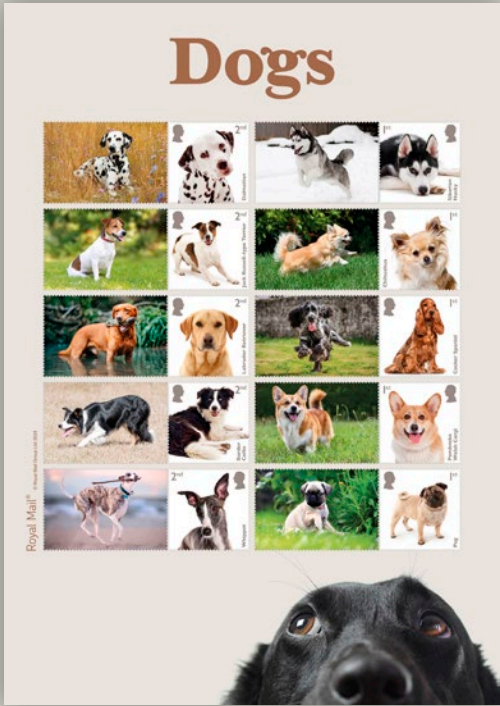 Dogs
2nd
Dalmatian
1st
Siberian
Husky
2nd
Jack Russell-type Terrier
1st
Chihuahua
2nd
Labrador Retriever
1st
Cocker Spaniel
2nd
Border
Collie
1st
Pembroke
Welsh Corgi
2nd
Whippet
1st
Pug
Royal Mail®